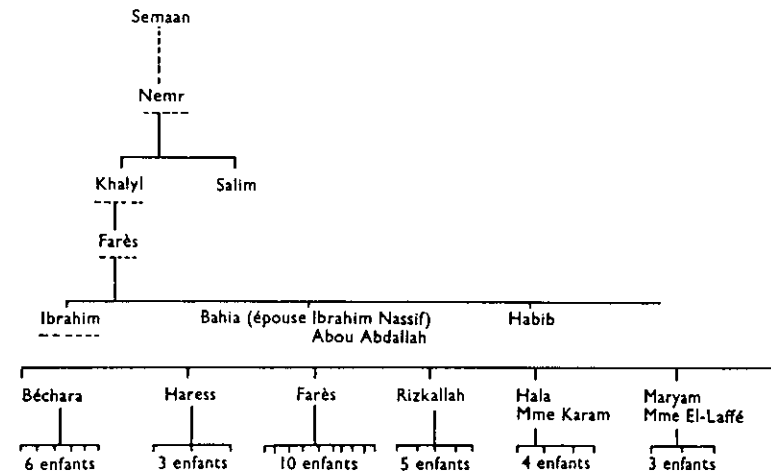 Semaan
Nemr
Khalyl Salim
Farès
Ibrahim Bahia (épouse Ibrahim Nassif) Habib
Abou Abdallah
Béchara Haress Farès Rizkallah Hala Maryam
Mme Karam Mme El-Laffé
6 enfants 3 enfants 10 enfants 5 enfants 4 enfants 3 enfants